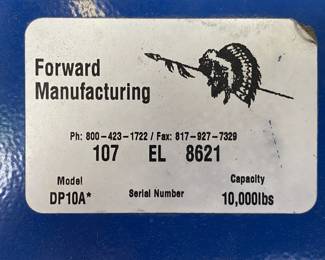 Forward
Manufacturing
Ph: 800-423-1722 / Fax: 817-927-7329
107 EL 8621
Model Serial Number Capacity
DP10A* 10,000lbs